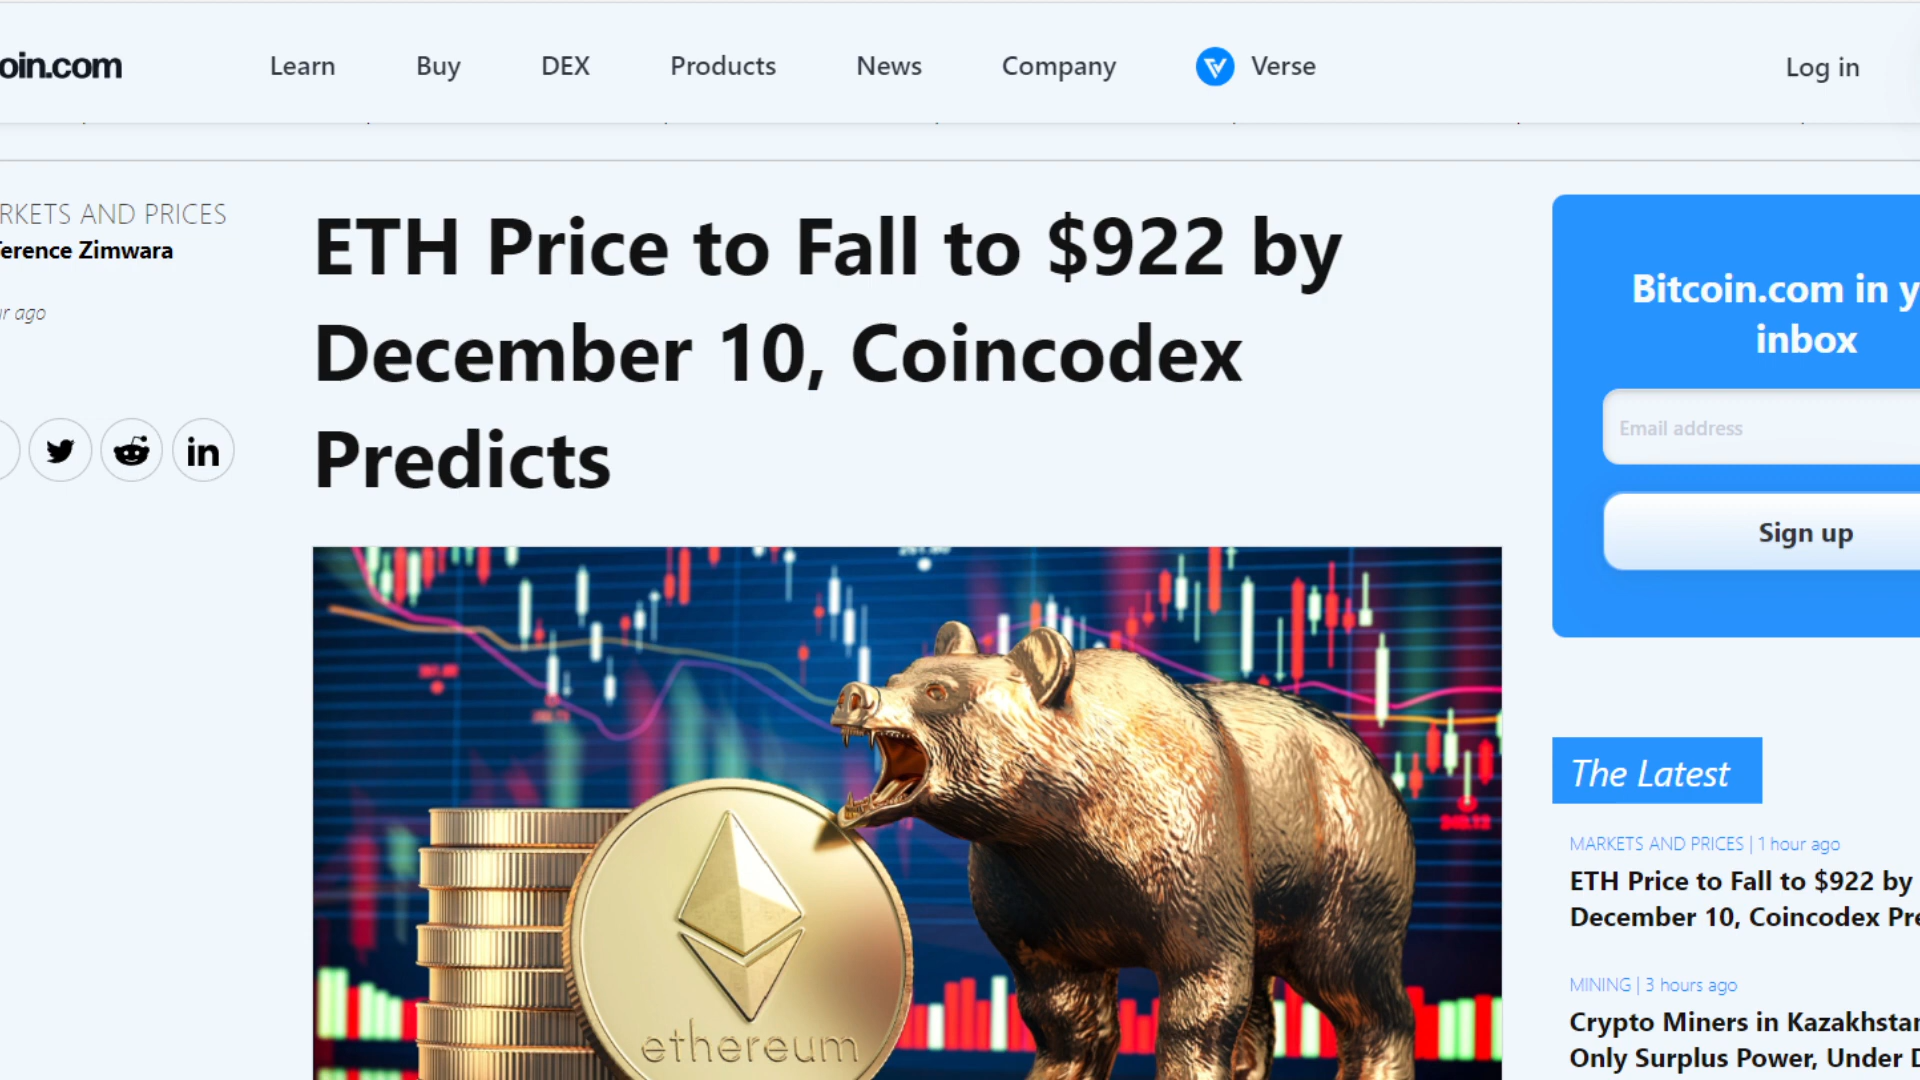 oin.com
Learn
Buy
DEX
Products
News
Company
Verse
Log in
RKETS AND PRICES
erence Zimwara
r ago
ETH Price to Fall to $922 by
December 10, Coincodex
Predicts
in
ethereum
Bitcoin.com in y
inbox
Email address
Sign up
The Latest
MARKETS AND PRICES | 1 hour ago
ETH Price to Fall to $922 by
December 10, Coincodex Pre
MINING | 3 hours ago
Crypto Miners in Kazakhstan
Only Surplus Power, Under D